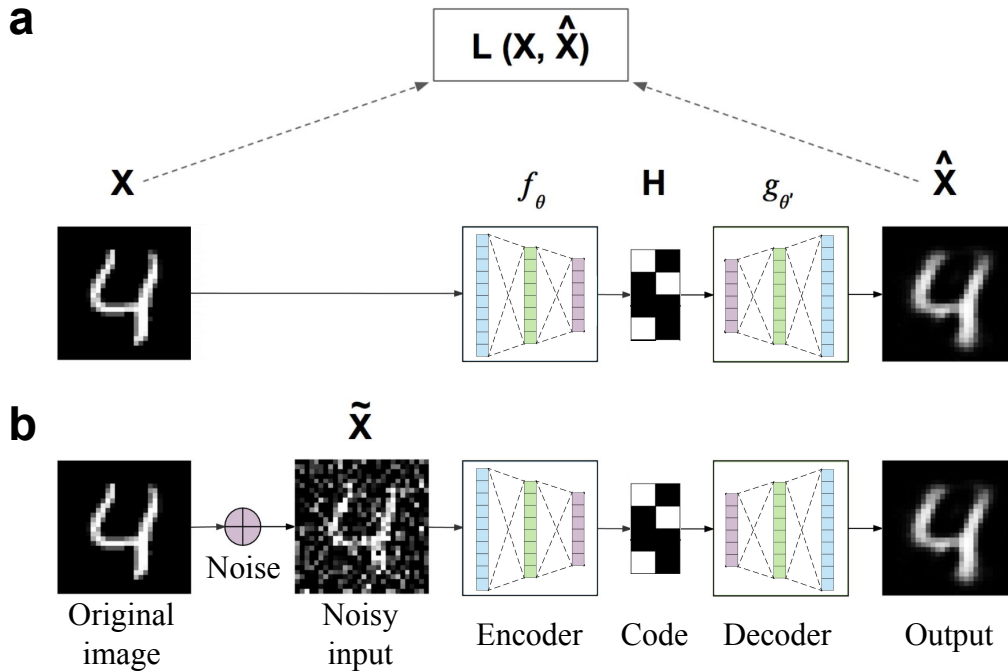 a
L (X, X̂)
X
f_θ
H
g_θ'
X̂
b
X̃
Noise
Original
image
Noisy
input
Encoder
Code
Decoder
Output